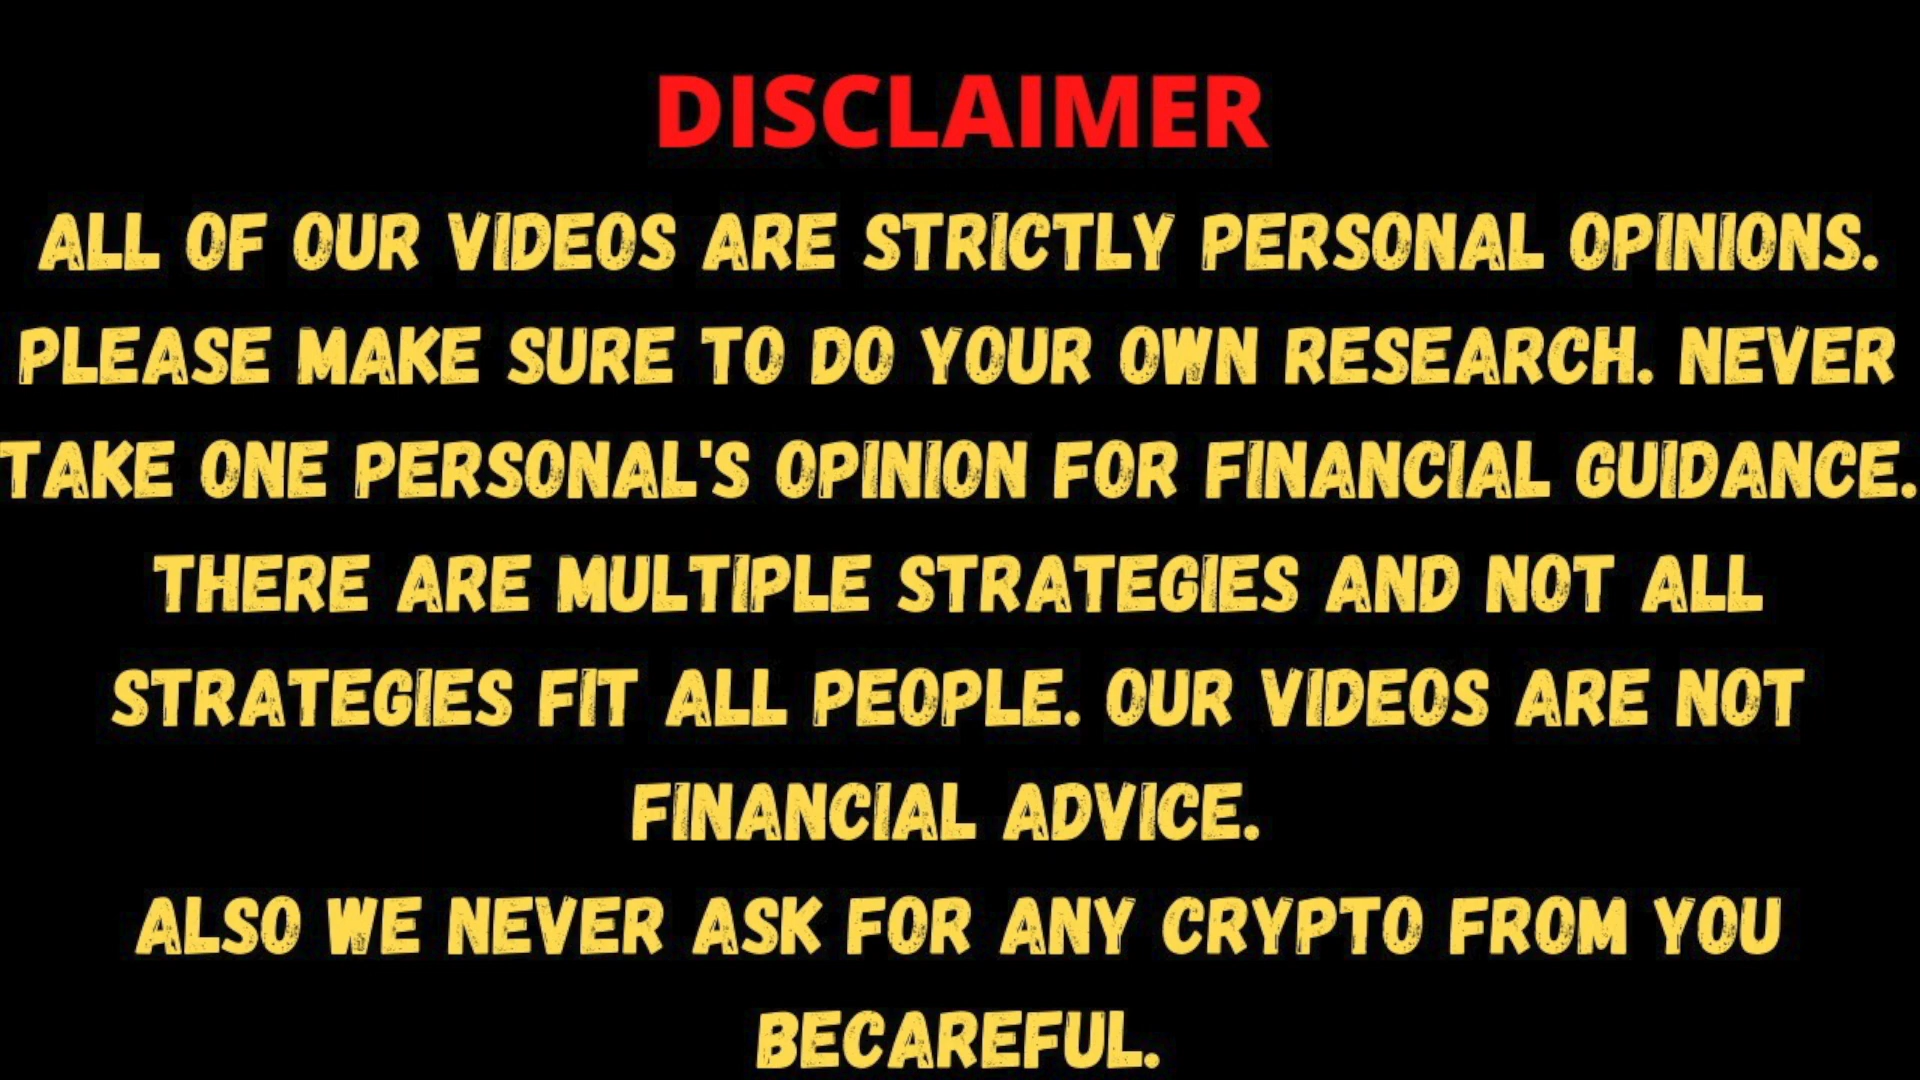 DISCLAIMER
ALL OF OUR VIDEOS ARE STRICTLY PERSONAL OPINIONS.
PLEASE MAKE SURE TO DO YOUR OWN RESEARCH. NEVER
TAKE ONE PERSONAL'S OPINION FOR FINANCIAL GUIDANCE.
THERE ARE MULTIPLE STRATEGIES AND NOT ALL
STRATEGIES FIT ALL PEOPLE. OUR VIDEOS ARE NOT
FINANCIAL ADVICE.
ALSO WE NEVER ASK FOR ANY CRYPTO FROM YOU
BECAREFUL.